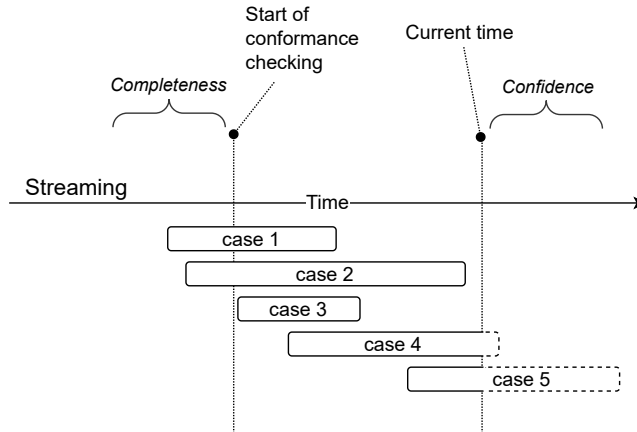 Start of
conformance
checking
Current time
Completeness
Confidence
Streaming
Time
case 1
case 2
case 3
case 4
case 5